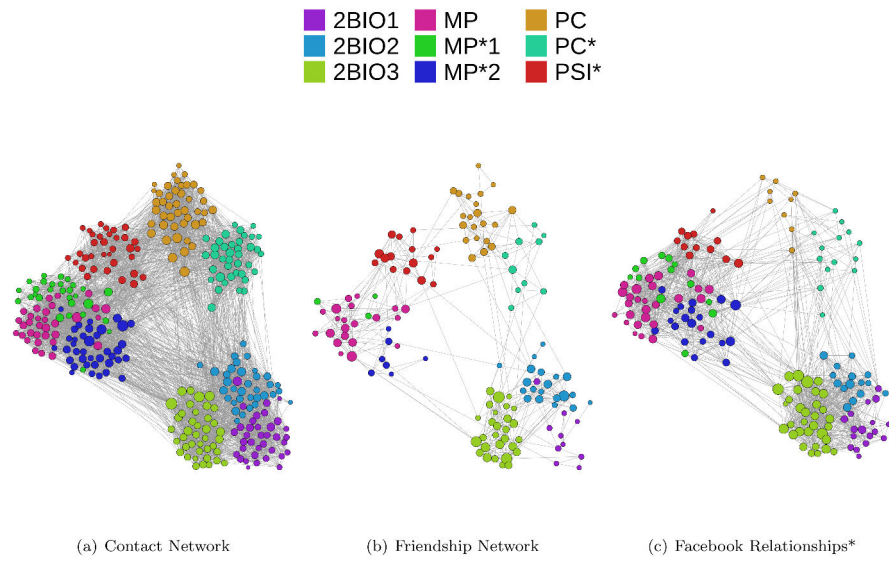 2BIO1 MP PC
2BIO2 MP*1 PC*
2BIO3 MP*2 PSI*
(a) Contact Network
(b) Friendship Network
(c) Facebook Relationships*